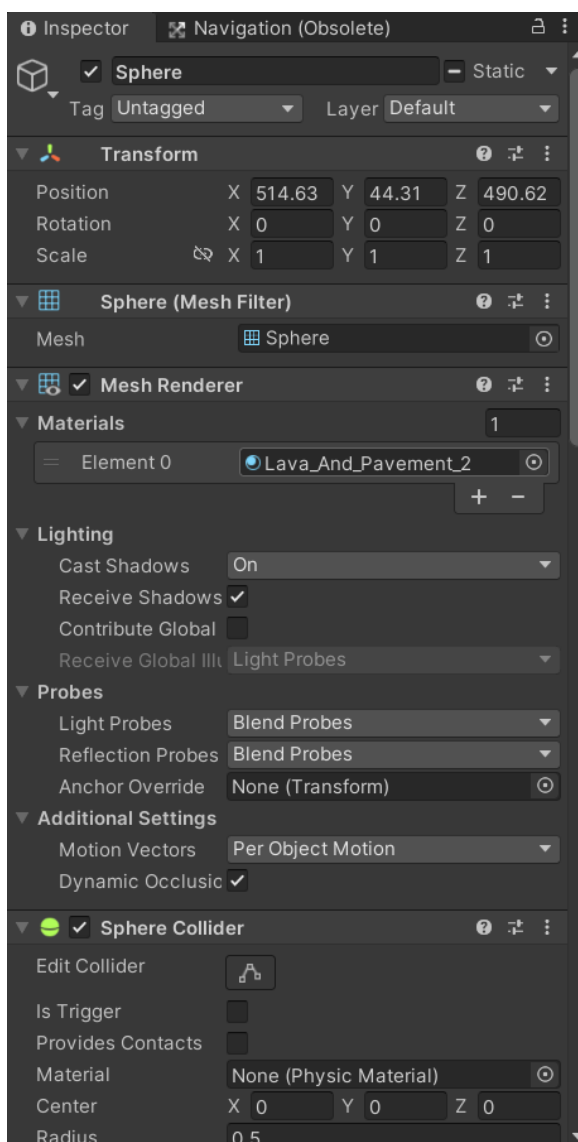 Inspector Navigation (Obsolete)
Sphere Static
Tag Untagged Layer Default
Transform
Position X 514.63 Y 44.31 Z 490.62
Rotation X 0 Y 0 Z 0
Scale X 1 Y 1 Z 1
Sphere (Mesh Filter)
Mesh Sphere
Mesh Renderer
Materials 1
Element 0 Lava_And_Pavement_2
+ −
Lighting
Cast Shadows On
Receive Shadows
Contribute Global
Receive Global Illu Light Probes
Probes
Light Probes Blend Probes
Reflection Probes Blend Probes
Anchor Override None (Transform)
Additional Settings
Motion Vectors Per Object Motion
Dynamic Occlusic
Sphere Collider
Edit Collider
Is Trigger
Provides Contacts
Material None (Physic Material)
Center X 0 Y 0 Z 0
Radius 0.5